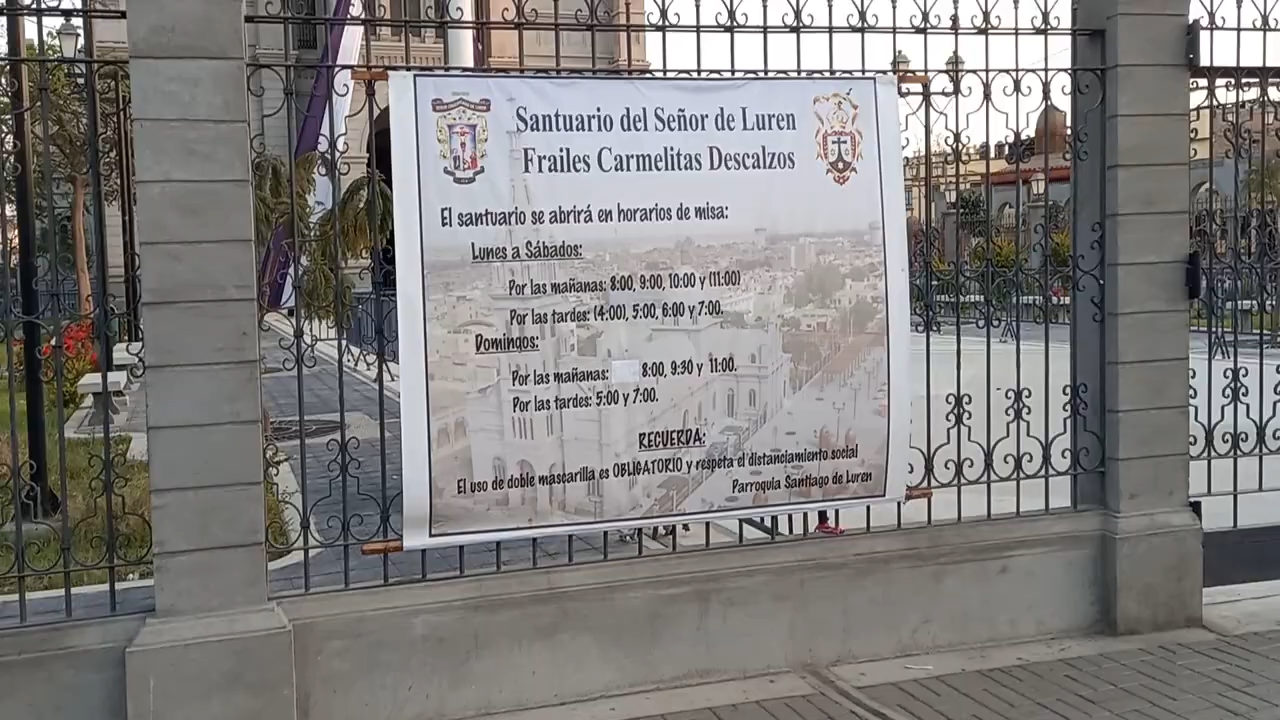 Santuario del Señor de Luren
Frailes Carmelitas Descalzos
El santuario se abrirá en horarios de misa:
Lunes a Sábados:
Por las mañanas: 8:00, 9:00, 10:00 y (11:00)
Por las tardes: (4:00), 5:00, 6:00 y 7:00.
Domingos:
Por las mañanas: 8:00, 9:30 y 11:00.
Por las tardes: 5:00 y 7:00.
RECUERDA:
El uso de doble mascarilla es OBLIGATORIO y respeta el distanciamiento social
Parroquia Santiago de Luren